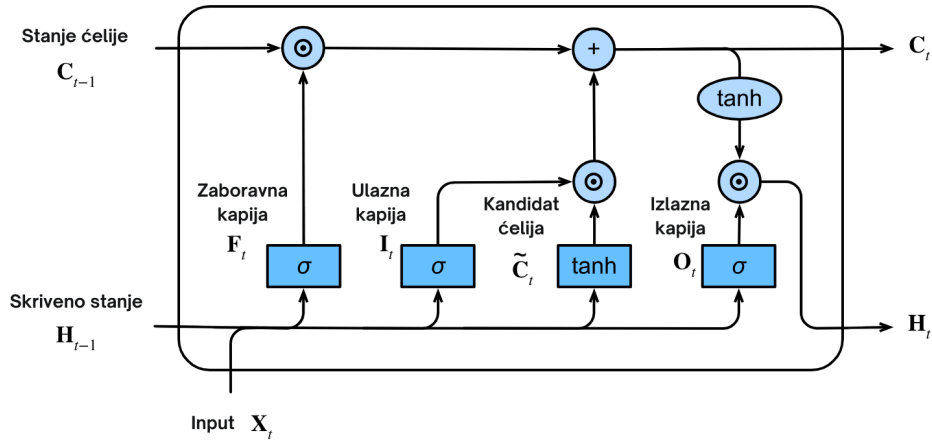 Stanje ćelije
C_{t-1}
+
C_t
tanh
Zaboravna
kapija
F_t
Ulazna
kapija
I_t
Kandidat
ćelija
C̃_t
Izlazna
kapija
O_t
σ
σ
tanh
σ
Skriveno stanje
H_{t-1}
H_t
Input X_t